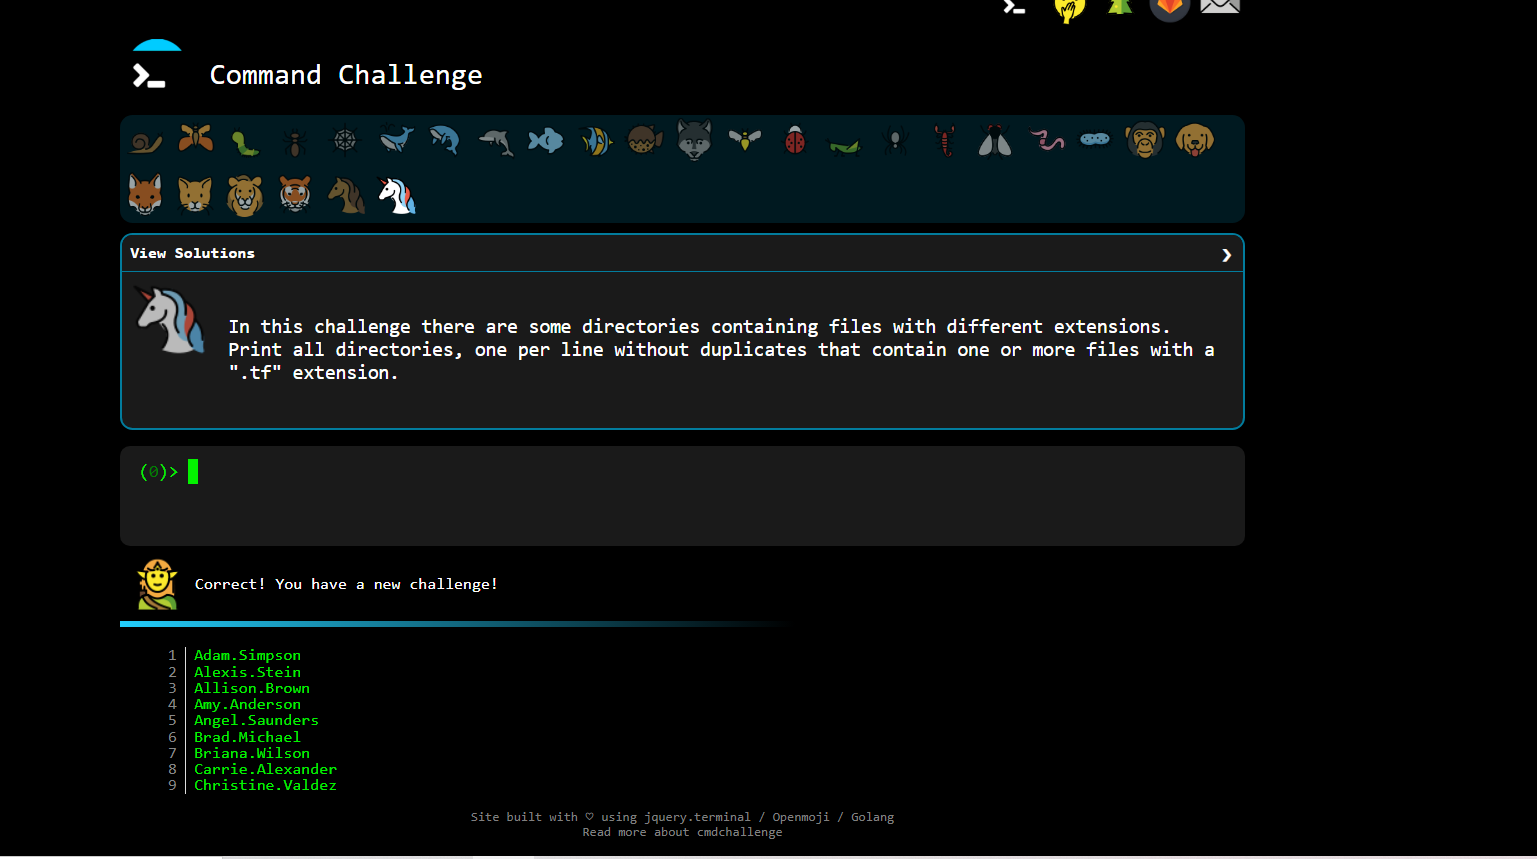 Command Challenge
View Solutions
In this challenge there are some directories containing files with different extensions.
Print all directories, one per line without duplicates that contain one or more files with a
".tf" extension.
(0)>
Correct! You have a new challenge!
1 Adam.Simpson
2 Alexis.Stein
3 Allison.Brown
4 Amy.Anderson
5 Angel.Saunders
6 Brad.Michael
7 Briana.Wilson
8 Carrie.Alexander
9 Christine.Valdez
Site built with ♡ using jquery.terminal / Openmoji / Golang
Read more about cmdchallenge